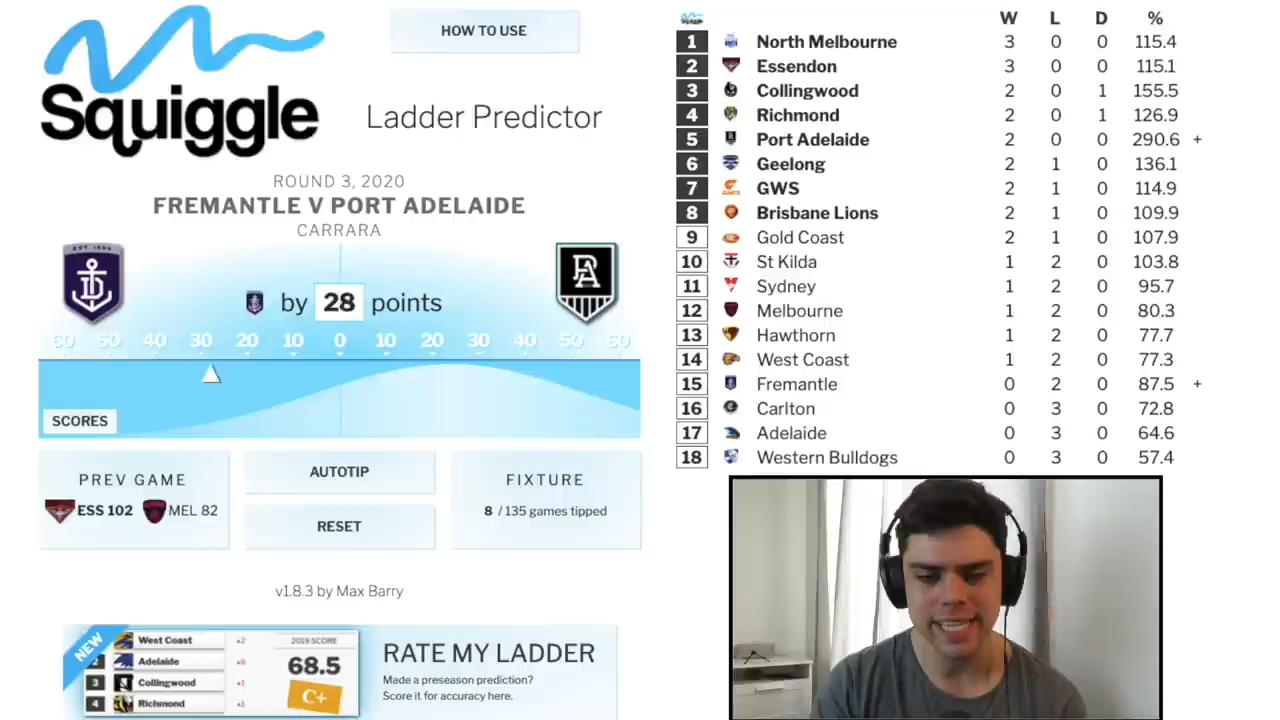 HOW TO USE
Squiggle
Ladder Predictor
ROUND 3, 2020
FREMANTLE V PORT ADELAIDE
CARRARA
by 28 points
60 50 40 30 20 10 0 10 20 30 40 50 60
SCORES
PREV GAME
ESS 102 MEL 82
AUTOTIP
RESET
FIXTURE
8 / 135 games tipped
v1.8.3 by Max Barry
NEW
West Coast
Adelaide
3 Collingwood
4 Richmond
2019 SCORE
68.5
C+
RATE MY LADDER
Made a preseason prediction?
Score it for accuracy here.
W L D %
1 North Melbourne 3 0 0 115.4
2 Essendon 3 0 0 115.1
3 Collingwood 2 0 1 155.5
4 Richmond 2 0 1 126.9
5 Port Adelaide 2 0 0 290.6 +
6 Geelong 2 1 0 136.1
7 GWS 2 1 0 114.9
8 Brisbane Lions 2 1 0 109.9
9 Gold Coast 2 1 0 107.9
10 St Kilda 1 2 0 103.8
11 Sydney 1 2 0 95.7
12 Melbourne 1 2 0 80.3
13 Hawthorn 1 2 0 77.7
14 West Coast 1 2 0 77.3
15 Fremantle 0 2 0 87.5 +
16 Carlton 0 3 0 72.8
17 Adelaide 0 3 0 64.6
18 Western Bulldogs 0 3 0 57.4